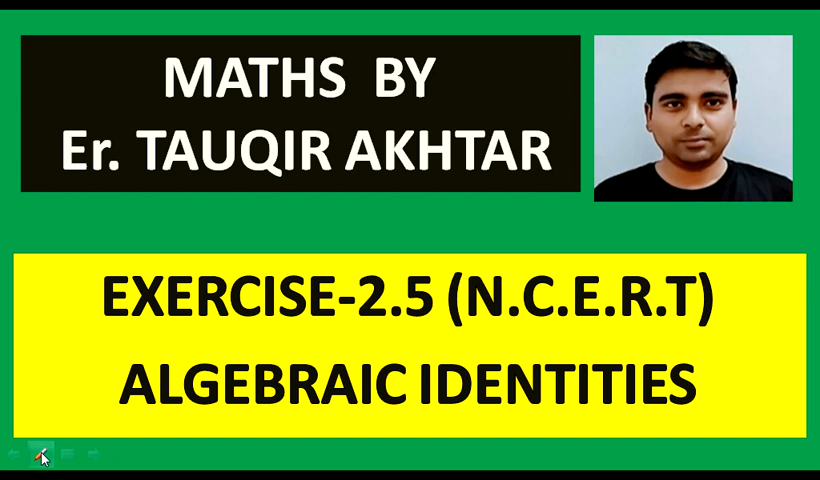 MATHS BY
Er. TAUQIR AKHTAR
EXERCISE-2.5 (N.C.E.R.T)
ALGEBRAIC IDENTITIES